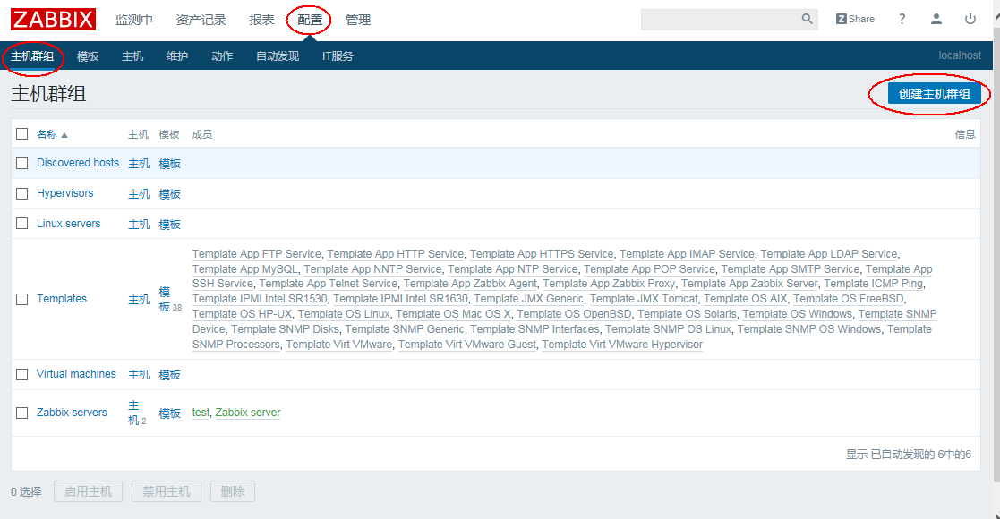 ZABBIX 监测中 资产记录 报表 配置 管理 Z Share ?
主机群组 模板 主机 维护 动作 自动发现 IT服务 localhost
主机群组 创建主机群组
名称 主机 模板 成员 信息
Discovered hosts 主机 模板
Hypervisors 主机 模板
Linux servers 主机 模板
Template App FTP Service, Template App HTTP Service, Template App HTTPS Service, Template App IMAP Service, Template App LDAP Service,
Template App MySQL, Template App NNTP Service, Template App NTP Service, Template App POP Service, Template App SMTP Service, Template App
SSH Service, Template App Telnet Service, Template App Zabbix Agent, Template App Zabbix Proxy, Template App Zabbix Server, Template ICMP Ping,
Templates 主机 模板 38 Template IPMI Intel SR1530, Template IPMI Intel SR1630, Template JMX Generic, Template JMX Tomcat, Template OS AIX, Template OS FreeBSD,
Template OS HP-UX, Template OS Linux, Template OS Mac OS X, Template OS OpenBSD, Template OS Solaris, Template OS Windows, Template SNMP
Device, Template SNMP Disks, Template SNMP Generic, Template SNMP Interfaces, Template SNMP OS Linux, Template SNMP OS Windows, Template
SNMP Processors, Template Virt VMware, Template Virt VMware Guest, Template Virt VMware Hypervisor
Virtual machines 主机 模板
Zabbix servers 主机 2 模板 test, Zabbix server
显示 已自动发现的 6中的6
0 选择 启用主机 禁用主机 删除